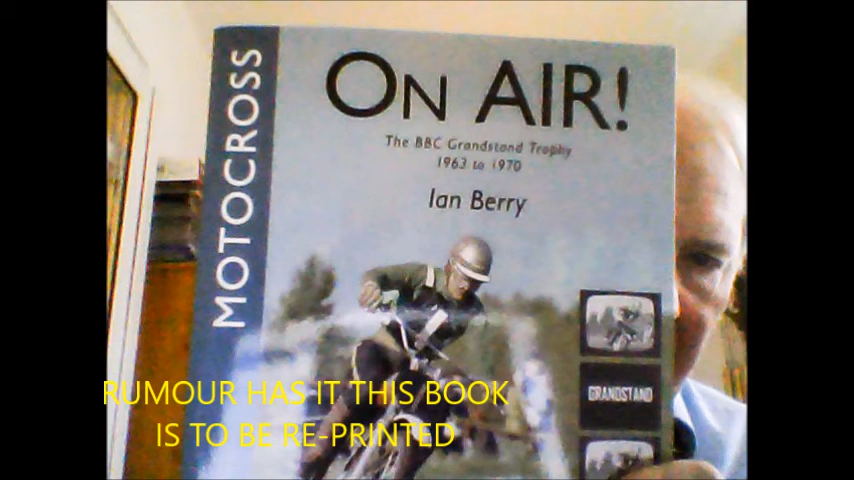 MOTOCROSS
ON AIR!
The BBC Grandstand Trophy
1963 to 1970
Ian Berry
GRANDSTAND
RUMOUR HAS IT THIS BOOK
IS TO BE RE-PRINTED